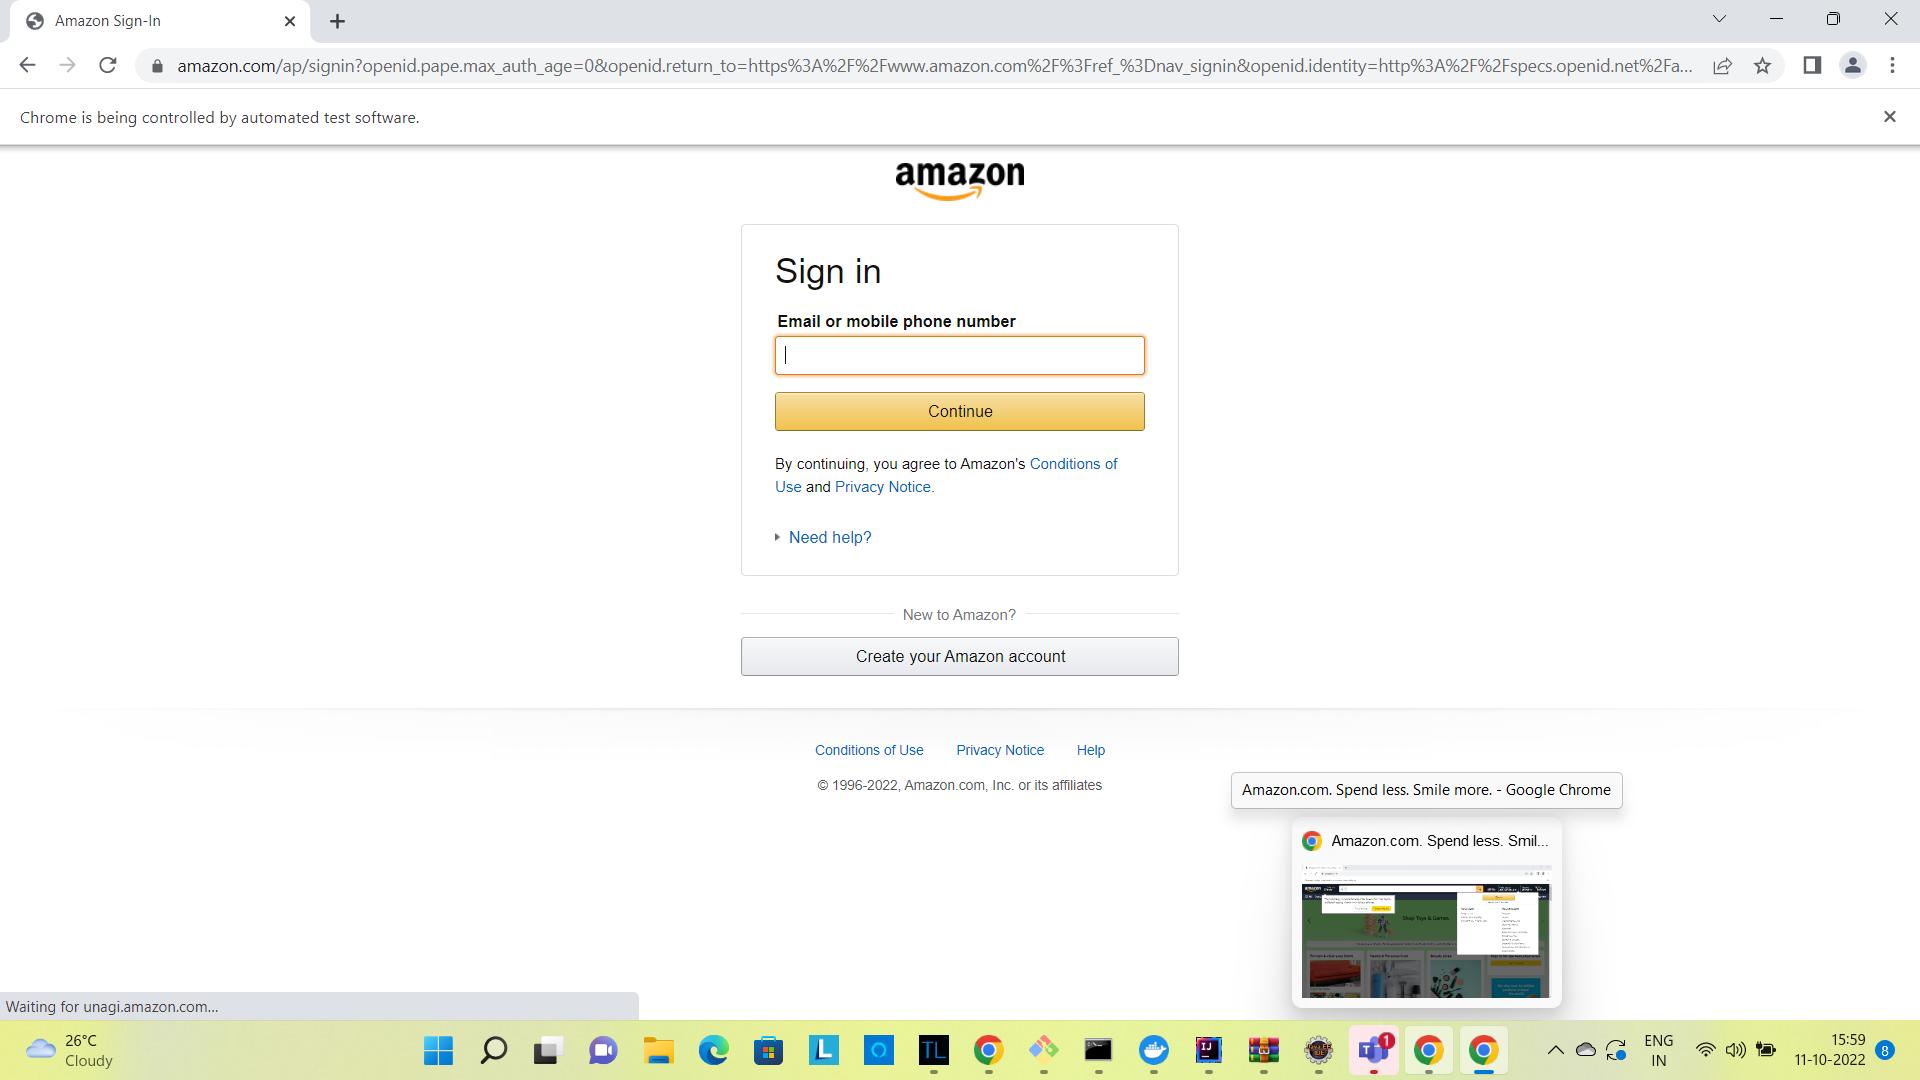 Amazon Sign-In
amazon.com/ap/signin?openid.pape.max_auth_age=0&openid.return_to=https%3A%2F%2Fwww.amazon.com%2F%3Fref_%3Dnav_signin&openid.identity=http%3A%2F%2Fspecs.openid.net%2Fa...
Chrome is being controlled by automated test software.
amazon
Sign in
Email or mobile phone number
Continue
By continuing, you agree to Amazon's Conditions of
Use and Privacy Notice.
Need help?
New to Amazon?
Create your Amazon account
Conditions of Use Privacy Notice Help
© 1996-2022, Amazon.com, Inc. or its affiliates
Amazon.com. Spend less. Smile more. - Google Chrome
Amazon.com. Spend less. Smil...
Shop Toys & Games
Waiting for unagi.amazon.com...
26°C
Cloudy
L
TL
IJ
T
1
ENG
IN
15:59
11-10-2022
8